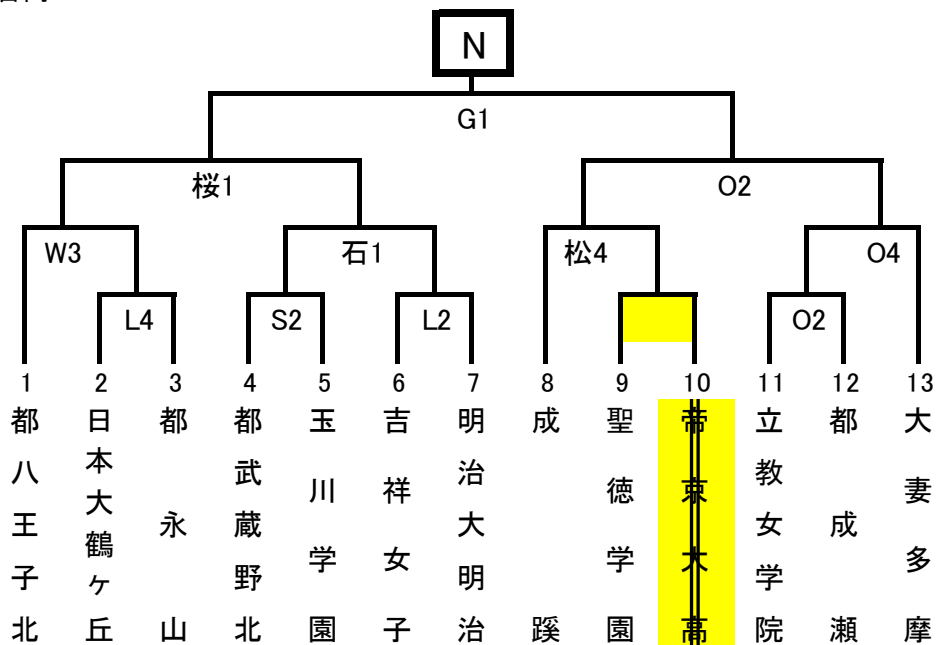 N
G1
桜1
O2
W3
石1
松4
O4
L4
S2
L2
O2
1
2
3
4
5
6
7
8
9
10
11
12
13
都八王子北
日本大鶴ヶ丘
都永山
都武蔵野北
玉川学園
吉祥女子
明治大明治
成蹊
聖徳学園
帝京大高
立教女学院
都成瀬
大妻多摩